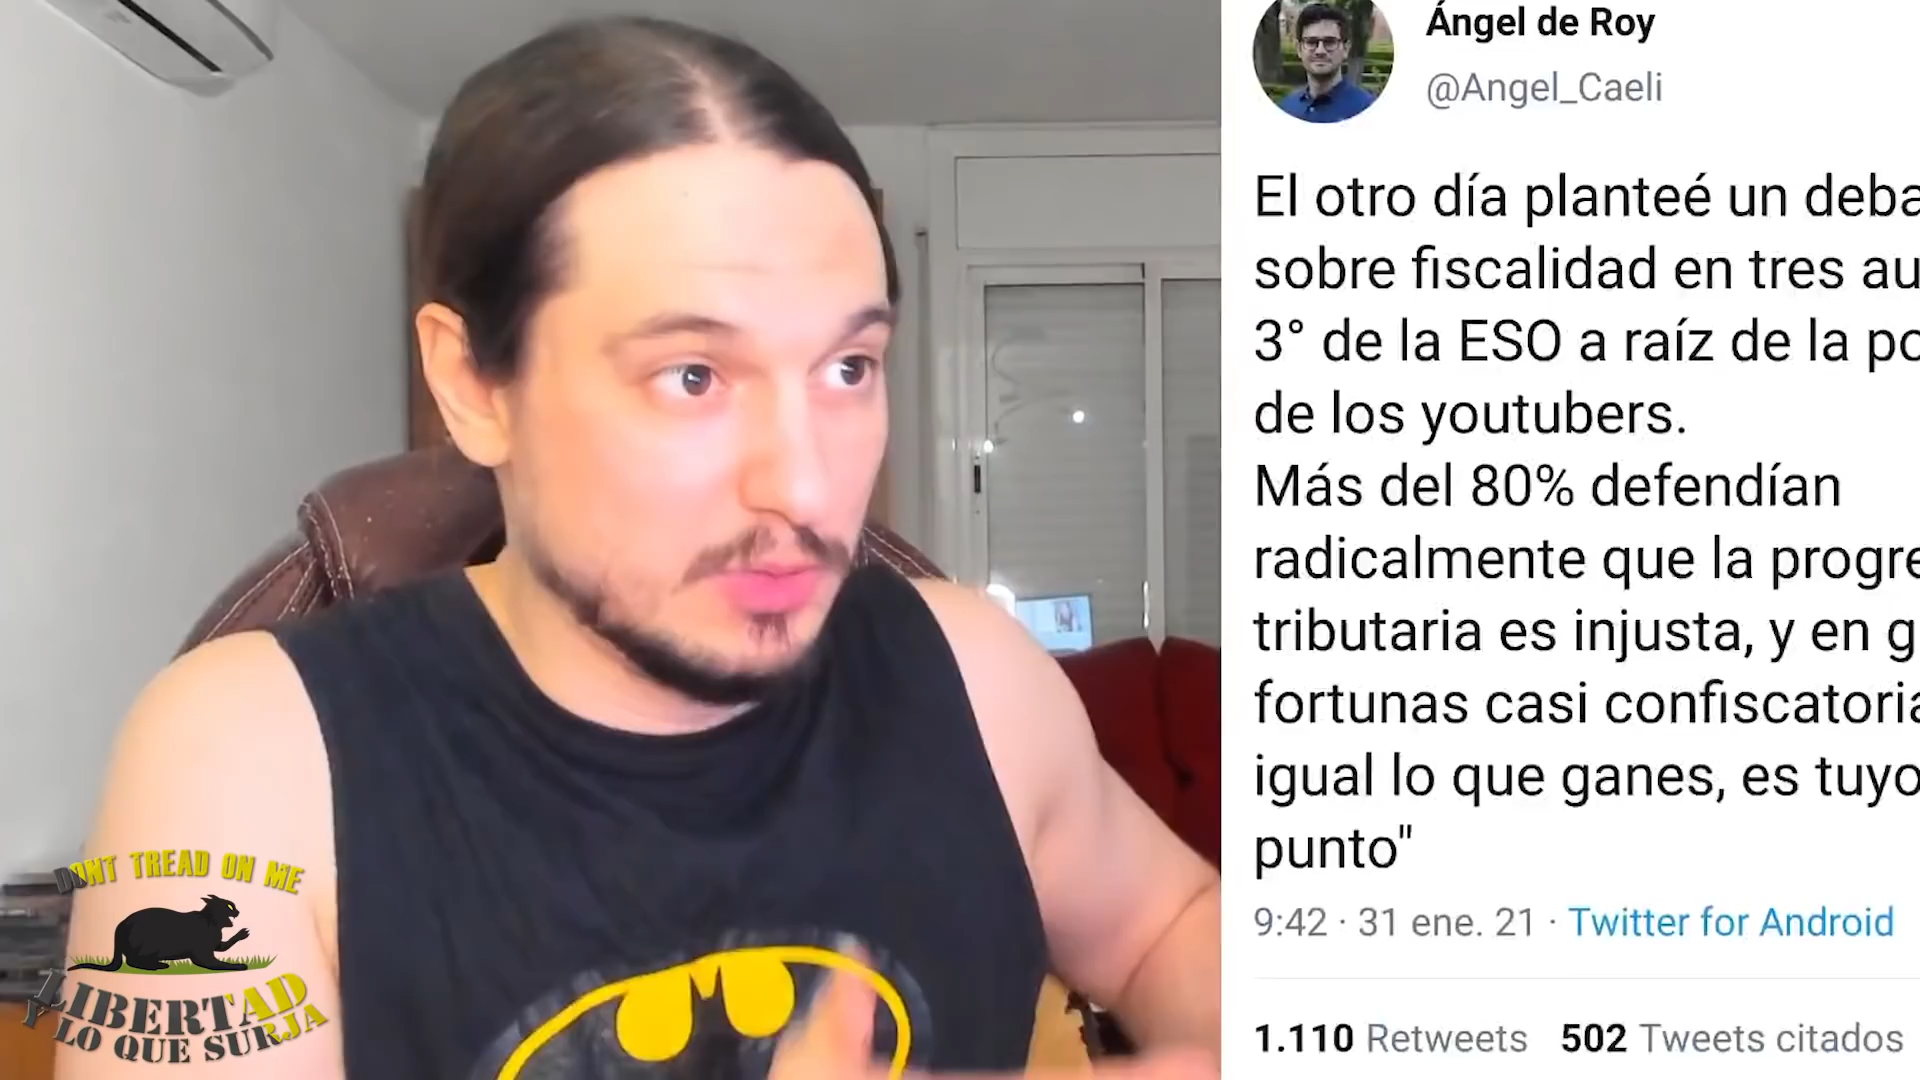 Ángel de Roy
@Angel_Caeli
El otro día planteé un deba
sobre fiscalidad en tres au
3° de la ESO a raíz de la po
de los youtubers.
Más del 80% defendían
radicalmente que la progre
tributaria es injusta, y en g
fortunas casi confiscatoria
igual lo que ganes, es tuyo
punto"
9:42 · 31 ene. 21 · Twitter for Android
1.110 Retweets 502 Tweets citados
DONT TREAD ON ME
LIBERTAD
Y LO QUE SURJA